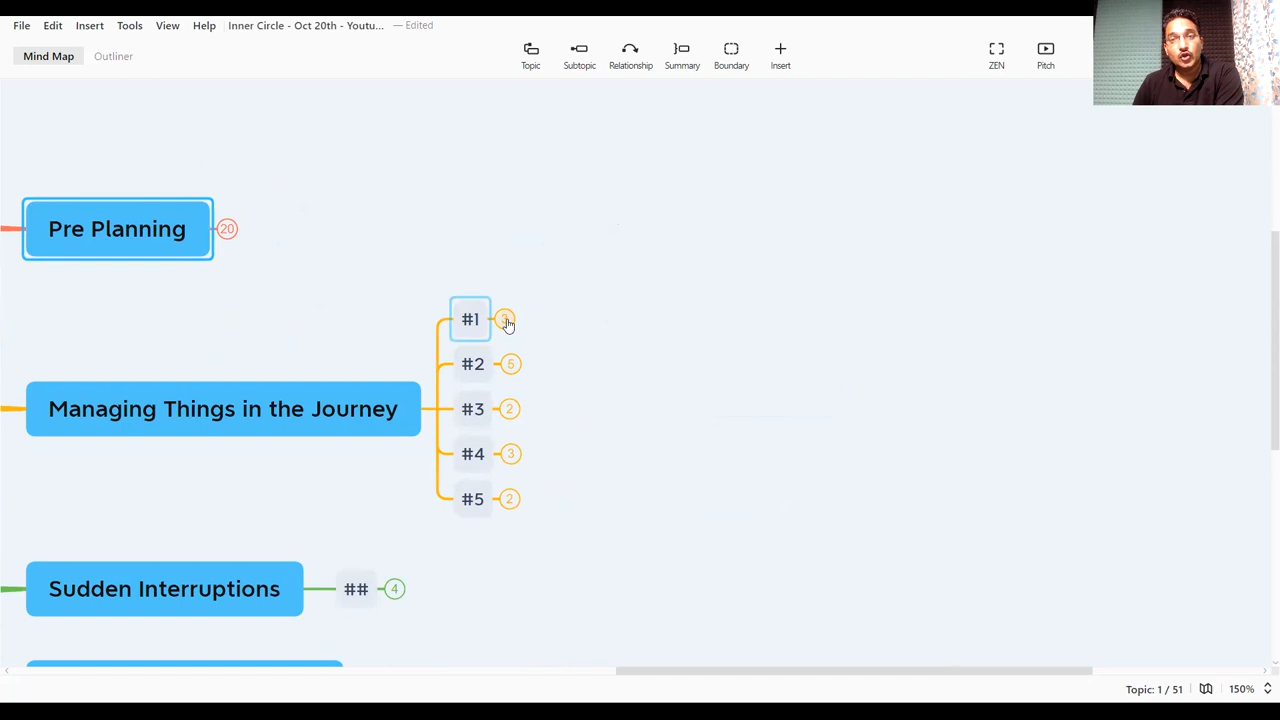 File Edit Insert Tools View Help Inner Circle - Oct 20th - Youtu... — Edited
Mind Map Outliner
Topic Subtopic Relationship Summary Boundary Insert ZEN Pitch
Pre Planning 20
#1
#2 5
Managing Things in the Journey #3 2
#4 3
#5 2
Sudden Interruptions ## 4
Topic: 1 / 51 150%